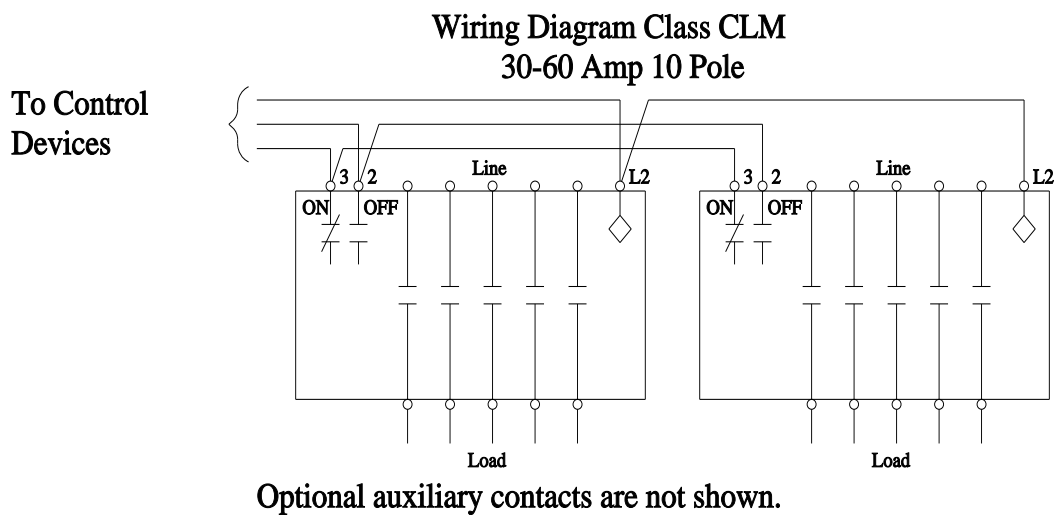 Wiring Diagram Class CLM
30-60 Amp 10 Pole
To Control
Devices
3 2 Line L2
ON OFF
3 2 Line L2
ON OFF
Load
Load
Optional auxiliary contacts are not shown.